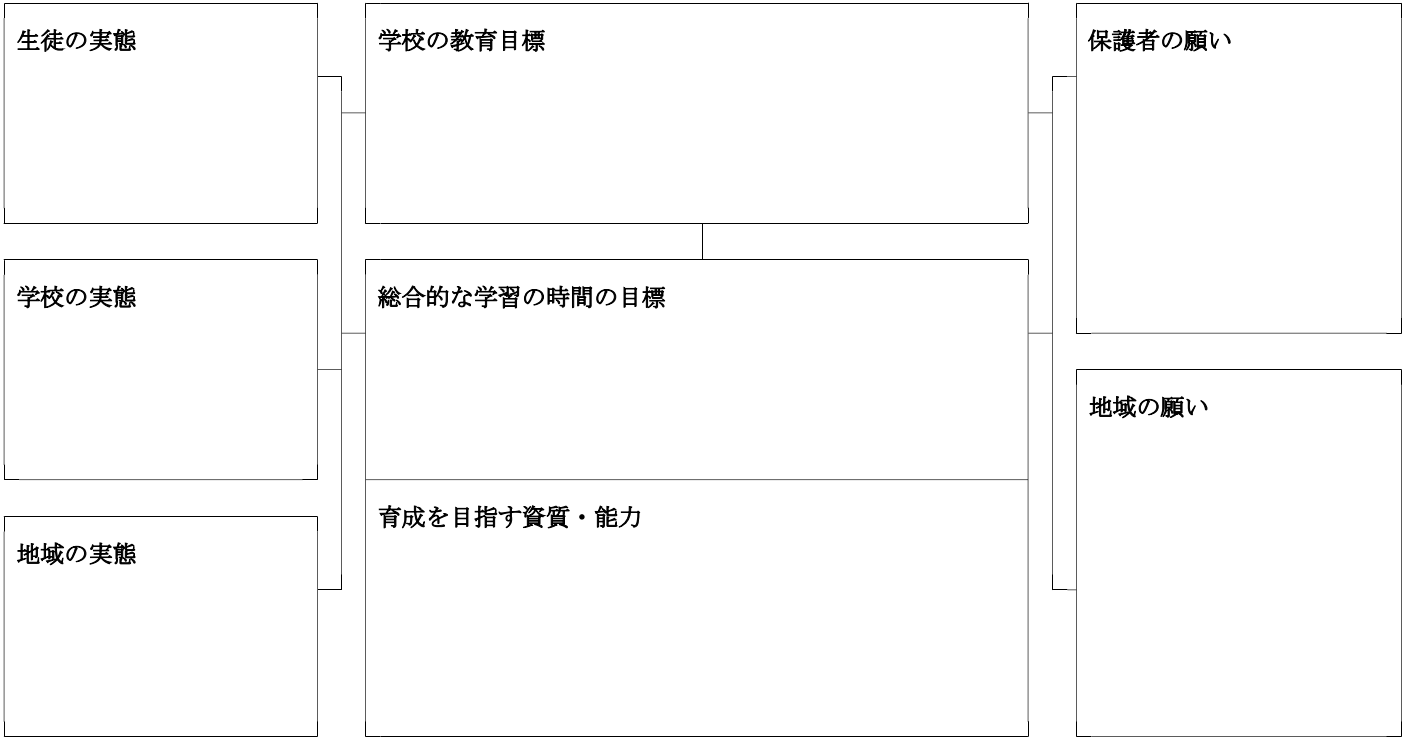 生徒の実態
学校の教育目標
保護者の願い
学校の実態
総合的な学習の時間の目標
地域の願い
育成を目指す資質・能力
地域の実態